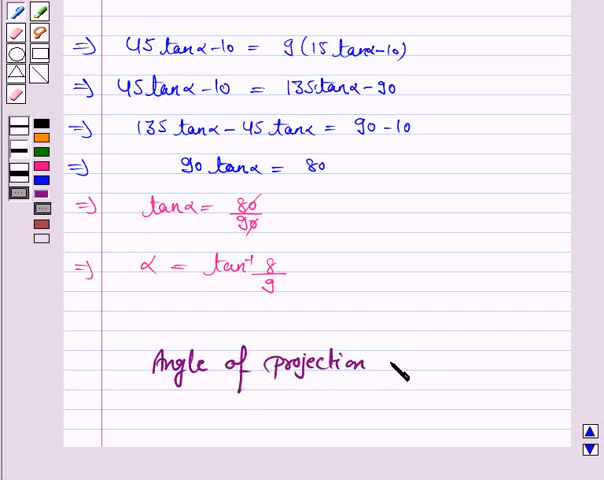 => 45 tanα - 10 = 9(15 tanα - 10)
=> 45 tanα - 10 = 135 tanα - 90
=> 135 tanα - 45 tanα = 90 - 10
=> 90 tanα = 80
=> tanα = 80/90
=> α = tan⁻¹ 8/9
Angle of projection